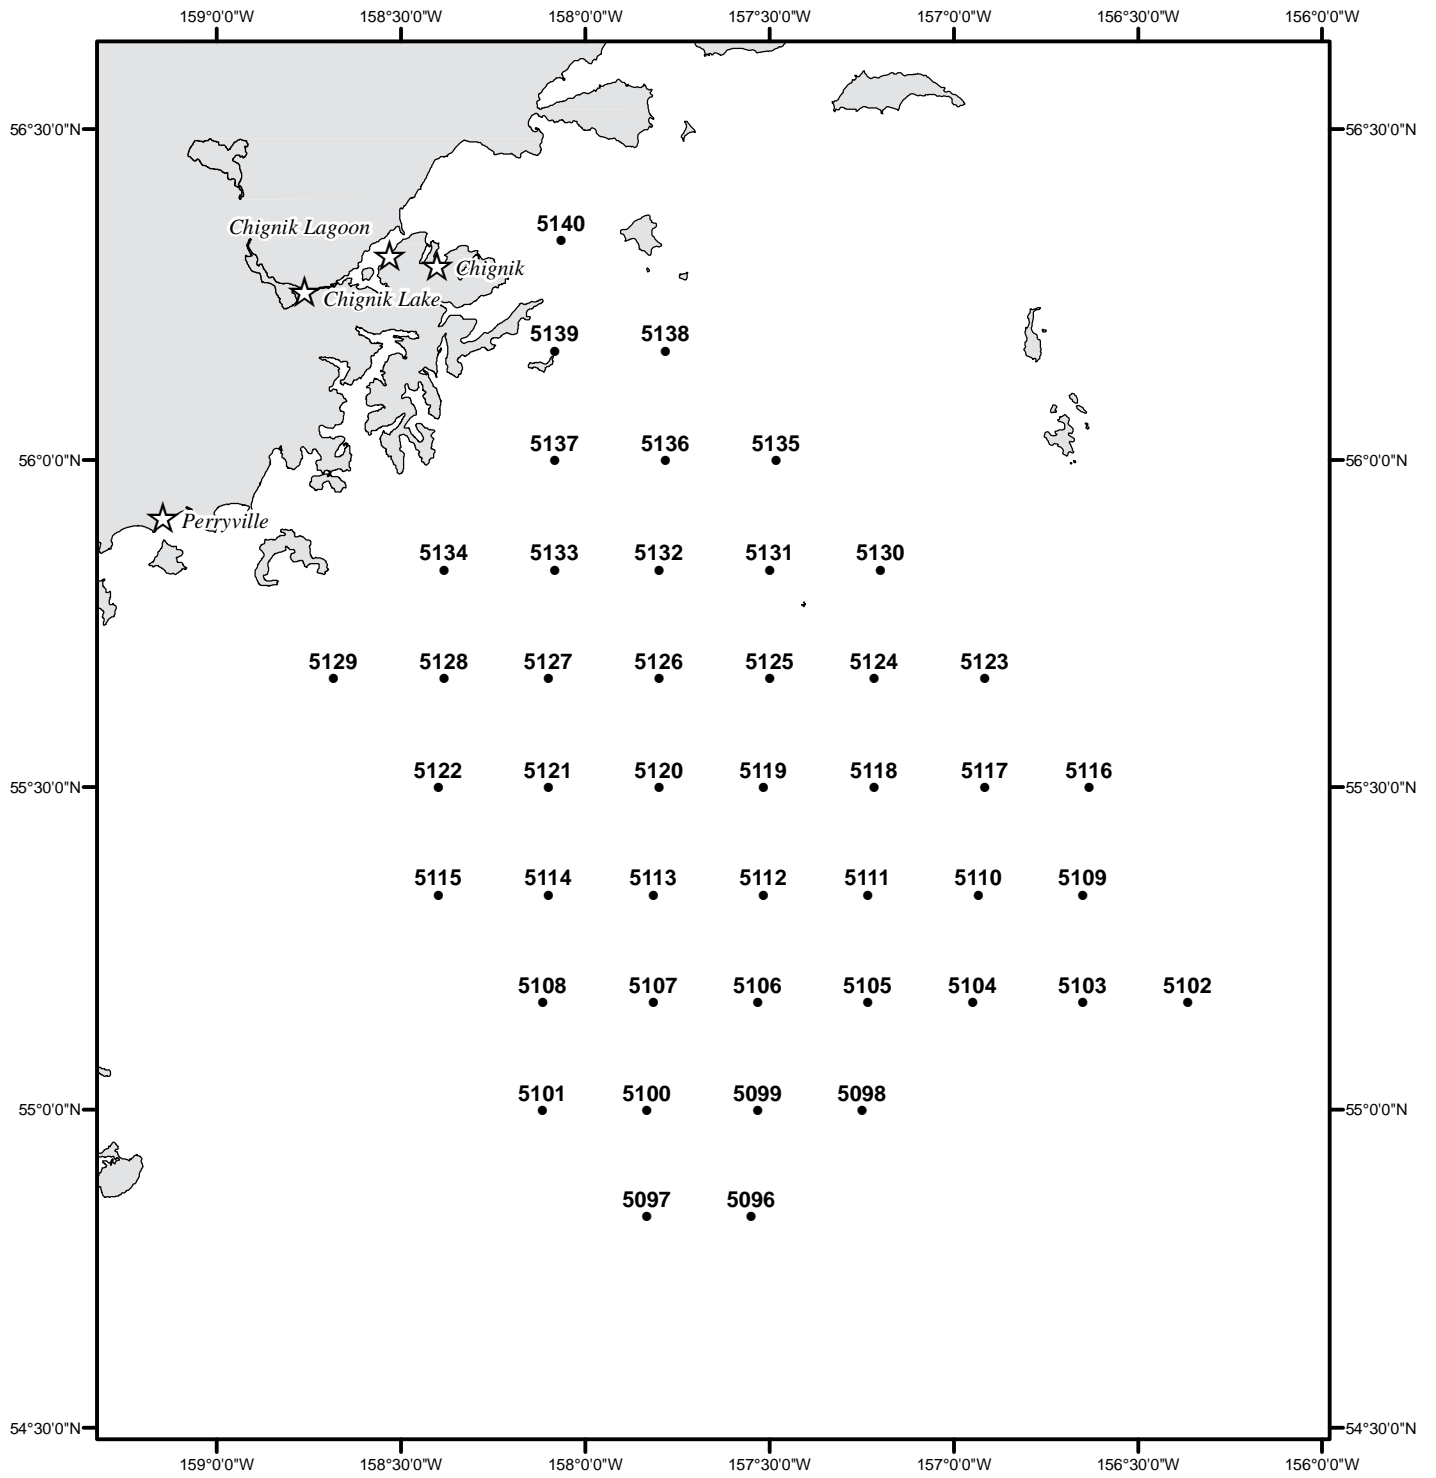 159°0'0"W 158°30'0"W 158°0'0"W 157°30'0"W 157°0'0"W 156°30'0"W 156°0'0"W
56°30'0"N 56°30'0"N
5140
Chignik Lagoon
Chignik
Chignik Lake
5139 5138
5137 5136 5135
56°0'0"N 56°0'0"N
Perryville
5134 5133 5132 5131 5130
5129 5128 5127 5126 5125 5124 5123
5122 5121 5120 5119 5118 5117 5116
55°30'0"N 55°30'0"N
5115 5114 5113 5112 5111 5110 5109
5108 5107 5106 5105 5104 5103 5102
5101 5100 5099 5098
55°0'0"N 55°0'0"N
5097 5096
54°30'0"N 54°30'0"N
159°0'0"W 158°30'0"W 158°0'0"W 157°30'0"W 157°0'0"W 156°30'0"W 156°0'0"W